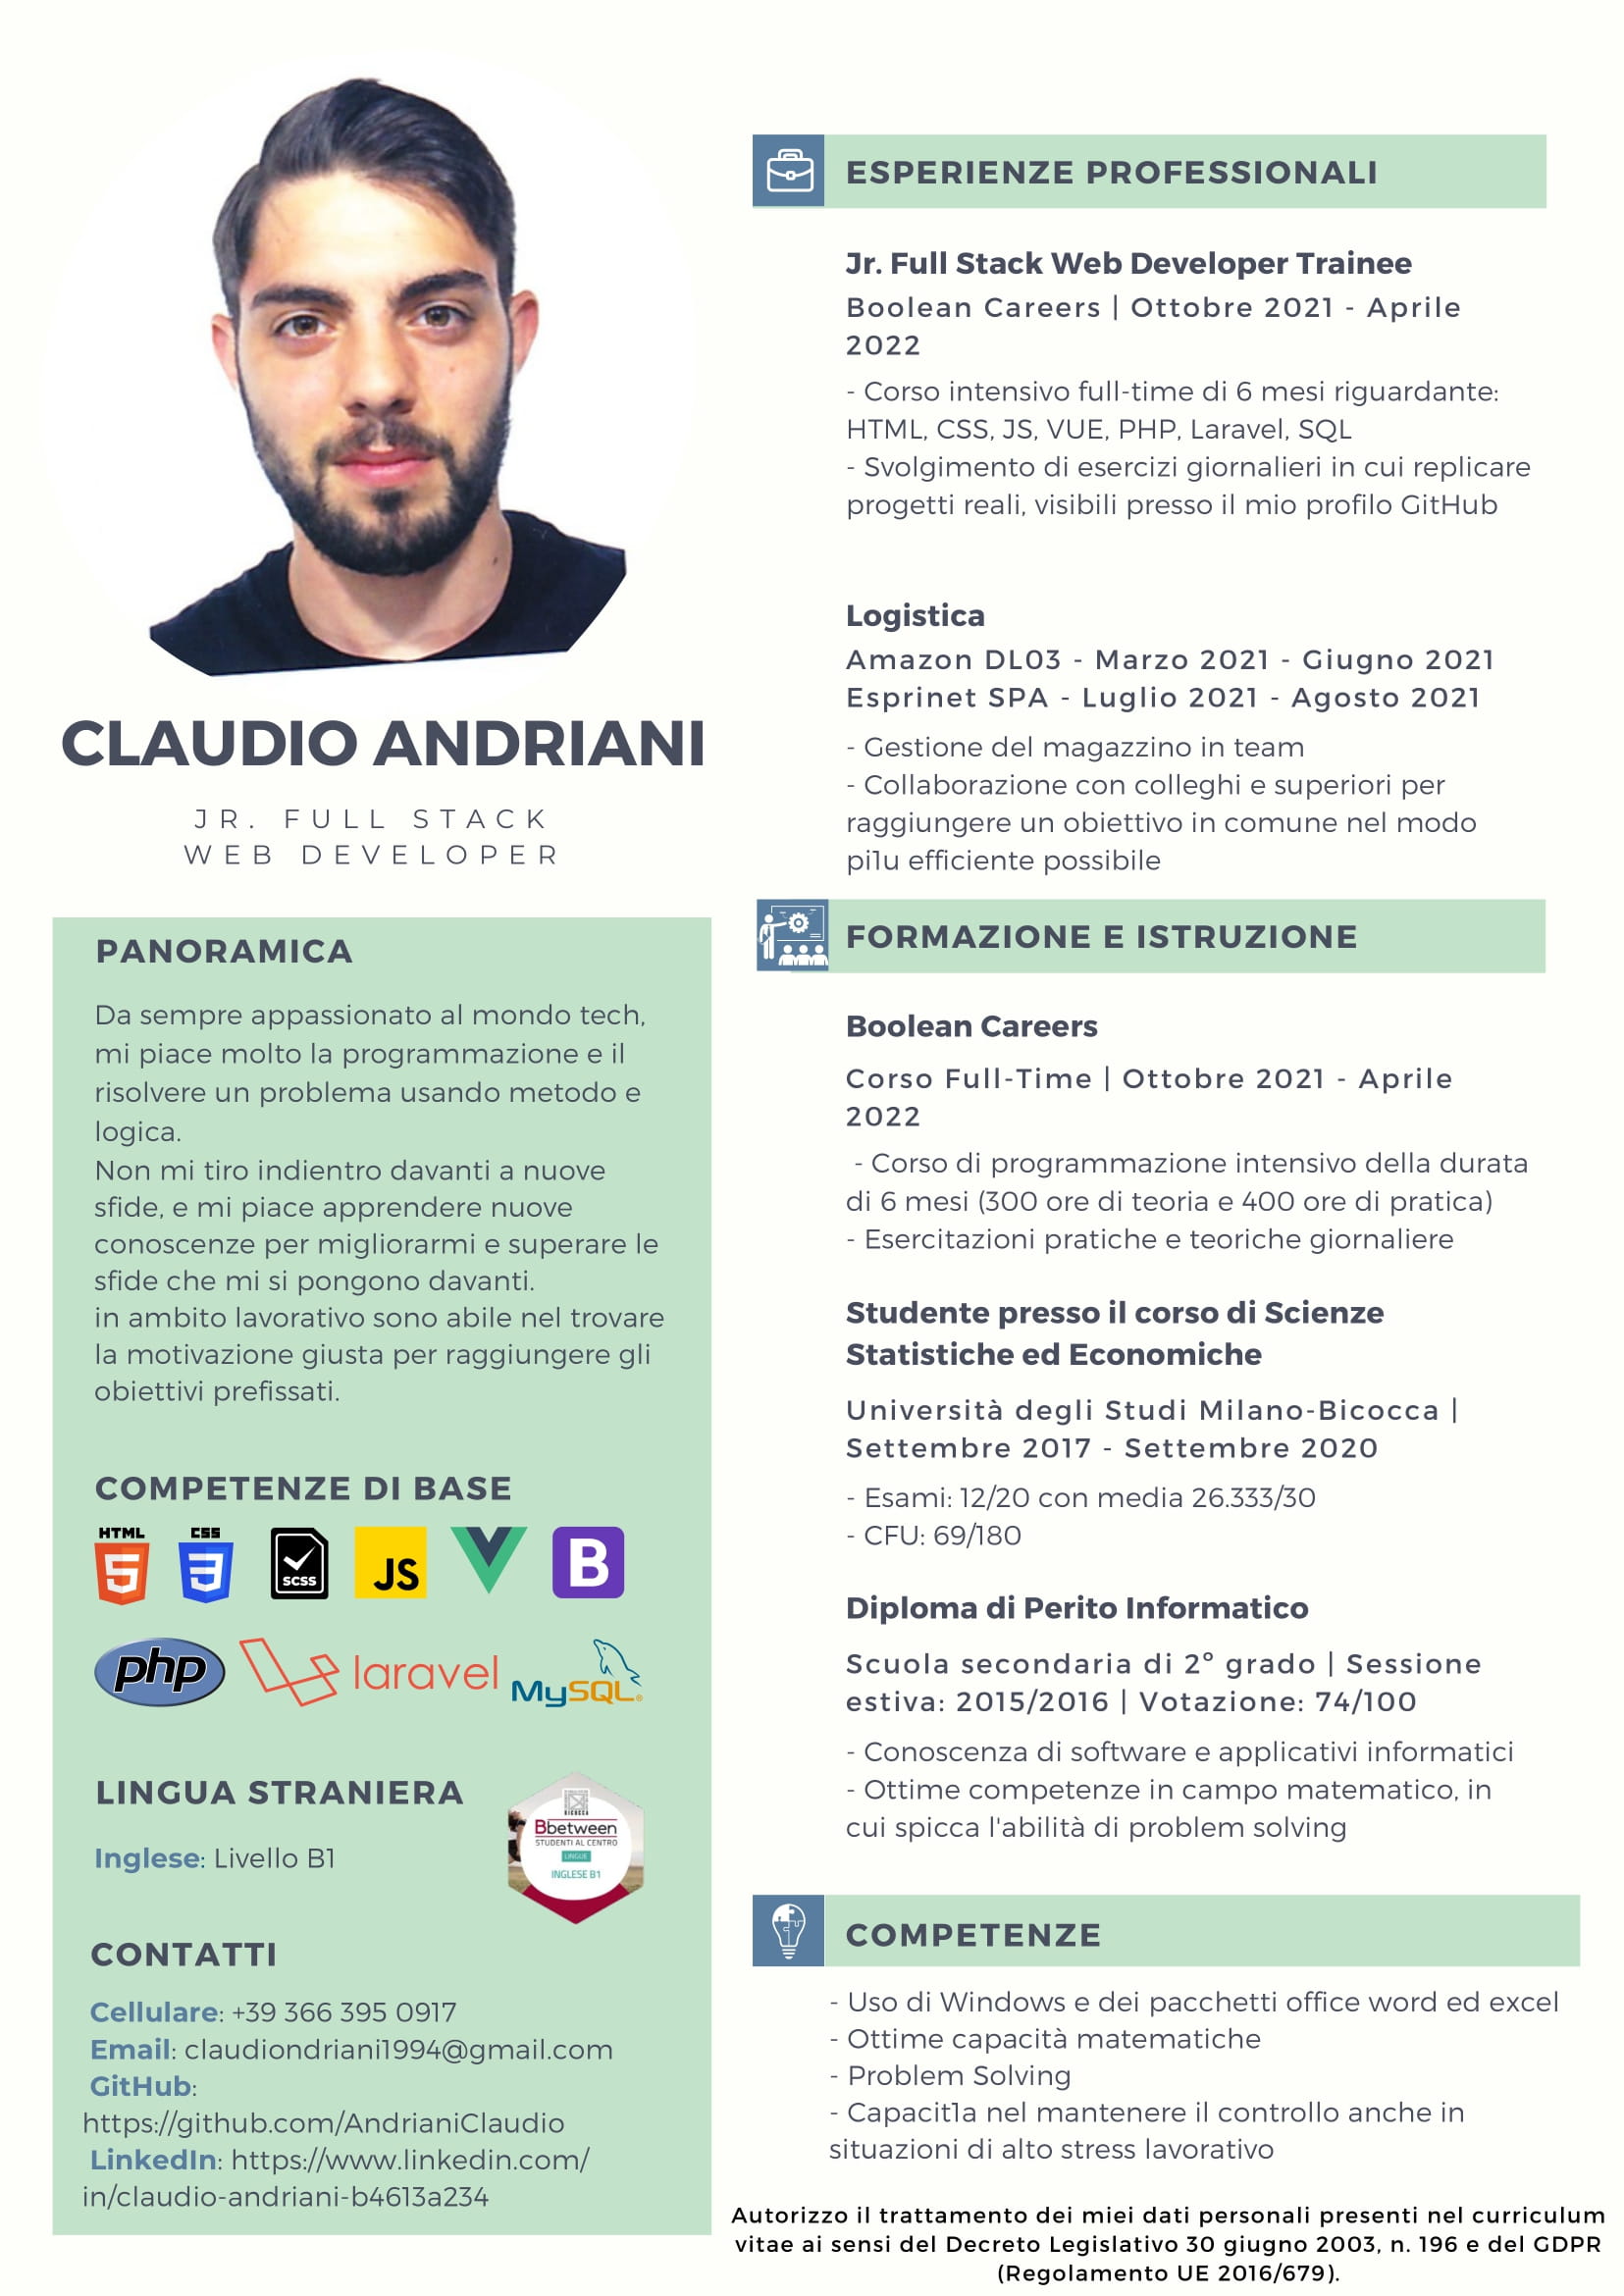 CLAUDIO ANDRIANI
JR. FULL STACK
WEB DEVELOPER
PANORAMICA
Da sempre appassionato al mondo tech,
mi piace molto la programmazione e il
risolvere un problema usando metodo e
logica.
Non mi tiro indientro davanti a nuove
sfide, e mi piace apprendere nuove
conoscenze per migliorarmi e superare le
sfide che mi si pongono davanti.
in ambito lavorativo sono abile nel trovare
la motivazione giusta per raggiungere gli
obiettivi prefissati.
COMPETENZE DI BASE
HTML 5 CSS 3 SCSS JS B
php laravel MySQL®
LINGUA STRANIERA
Inglese: Livello B1
BICOCCA
Bbetween
STUDENTI AL CENTRO
LINGUE
INGLESE B1
CONTATTI
Cellulare: +39 366 395 0917
Email: claudiondriani1994@gmail.com
GitHub:
https://github.com/AndrianiClaudio
LinkedIn: https://www.linkedin.com/
in/claudio-andriani-b4613a234
ESPERIENZE PROFESSIONALI
Jr. Full Stack Web Developer Trainee
Boolean Careers | Ottobre 2021 - Aprile
2022
- Corso intensivo full-time di 6 mesi riguardante:
HTML, CSS, JS, VUE, PHP, Laravel, SQL
- Svolgimento di esercizi giornalieri in cui replicare
progetti reali, visibili presso il mio profilo GitHub
Logistica
Amazon DL03 - Marzo 2021 - Giugno 2021
Esprinet SPA - Luglio 2021 - Agosto 2021
- Gestione del magazzino in team
- Collaborazione con colleghi e superiori per
raggiungere un obiettivo in comune nel modo
pi1u efficiente possibile
FORMAZIONE E ISTRUZIONE
Boolean Careers
Corso Full-Time | Ottobre 2021 - Aprile
2022
- Corso di programmazione intensivo della durata
di 6 mesi (300 ore di teoria e 400 ore di pratica)
- Esercitazioni pratiche e teoriche giornaliere
Studente presso il corso di Scienze
Statistiche ed Economiche
Università degli Studi Milano-Bicocca |
Settembre 2017 - Settembre 2020
- Esami: 12/20 con media 26.333/30
- CFU: 69/180
Diploma di Perito Informatico
Scuola secondaria di 2° grado | Sessione
estiva: 2015/2016 | Votazione: 74/100
- Conoscenza di software e applicativi informatici
- Ottime competenze in campo matematico, in
cui spicca l'abilità di problem solving
COMPETENZE
- Uso di Windows e dei pacchetti office word ed excel
- Ottime capacità matematiche
- Problem Solving
- Capacit1a nel mantenere il controllo anche in
situazioni di alto stress lavorativo
Autorizzo il trattamento dei miei dati personali presenti nel curriculum
vitae ai sensi del Decreto Legislativo 30 giugno 2003, n. 196 e del GDPR
(Regolamento UE 2016/679).